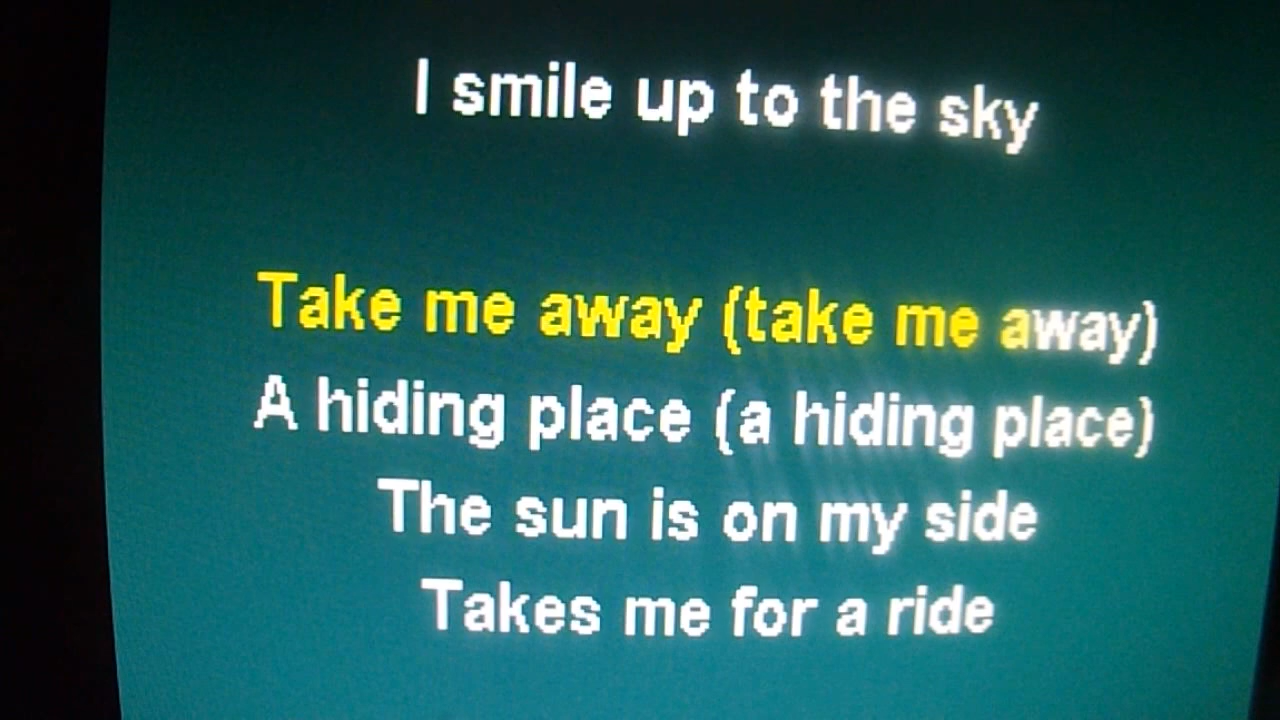 I smile up to the sky
Take me away (take me away)
A hiding place (a hiding place)
The sun is on my side
Takes me for a ride